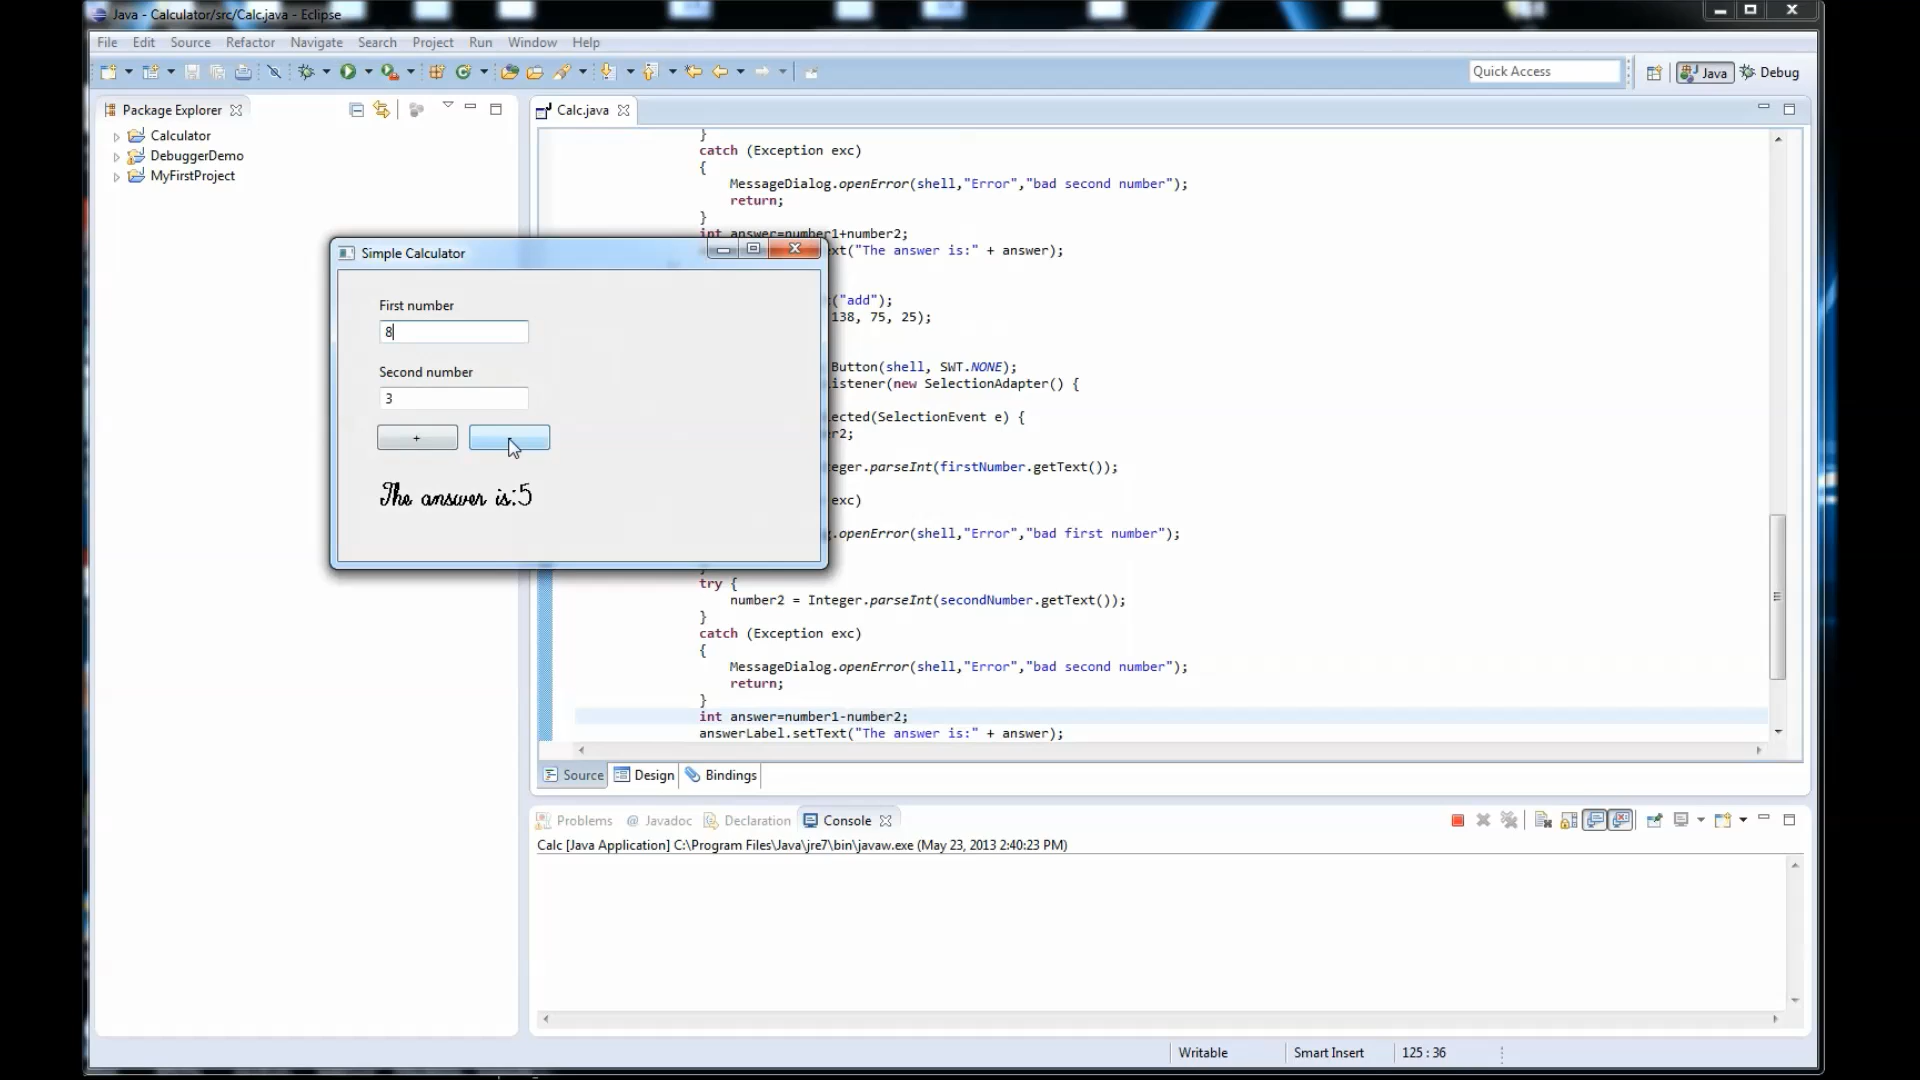 Java - Calculator/src/Calc.java - Eclipse
File Edit Source Refactor Navigate Search Project Run Window Help
Quick Access
Java
Debug
Package Explorer
Calculator
DebuggerDemo
MyFirstProject
Calc.java
}
catch (Exception exc)
{
MessageDialog.openError(shell,"Error","bad second number");
return;
}
int answer=number1+number2;
xt("The answer is:" + answer);
t("add");
138, 75, 25);
Button(shell, SWT.NONE);
istener(new SelectionAdapter() {
ected(SelectionEvent e) {
r2;
teger.parseInt(firstNumber.getText());
exc)
g.openError(shell,"Error","bad first number");
}
try {
number2 = Integer.parseInt(secondNumber.getText());
}
catch (Exception exc)
{
MessageDialog.openError(shell,"Error","bad second number");
return;
}
int answer=number1-number2;
answerLabel.setText("The answer is:" + answer);
Simple Calculator
First number
8
Second number
3
+
The answer is:5
Source Design Bindings
Problems @ Javadoc Declaration Console
Calc [Java Application] C:\Program Files\Java\jre7\bin\javaw.exe (May 23, 2013 2:40:23 PM)
Writable Smart Insert 125 : 36